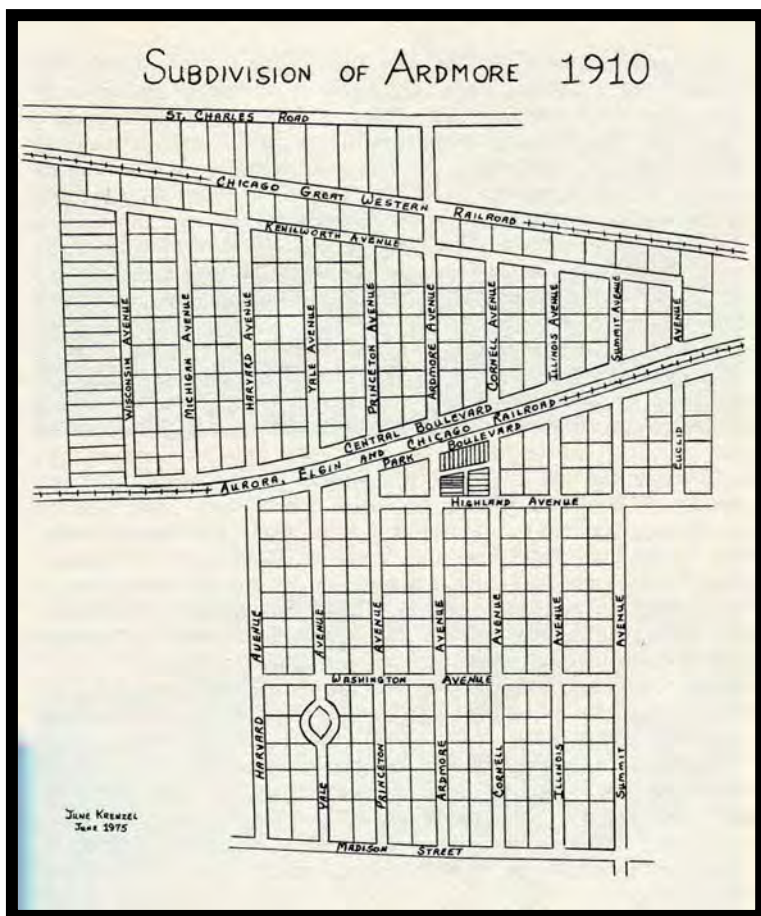 SUBDIVISION OF ARDMORE 1910
ST. CHARLES ROAD
CHICAGO GREAT WESTERN RAILROAD
KENILWORTH AVENUE
WISCONSIN AVENUE
MICHIGAN AVENUE
HARVARD AVENUE
YALE AVENUE
PRINCETON AVENUE
ARDMORE AVENUE
CORNELL AVENUE
ILLINOIS AVENUE
SUMMIT AVENUE
EUCLID AVENUE
CENTRAL BOULEVARD
AURORA, ELGIN AND CHICAGO RAILROAD
PARK BOULEVARD
HIGHLAND AVENUE
HARVARD AVENUE
YALE AVENUE
PRINCETON AVENUE
ARDMORE AVENUE
CORNELL AVENUE
ILLINOIS AVENUE
SUMMIT AVENUE
WASHINGTON AVENUE
MADISON STREET
JUNE KRENZEL
JUNE 1975